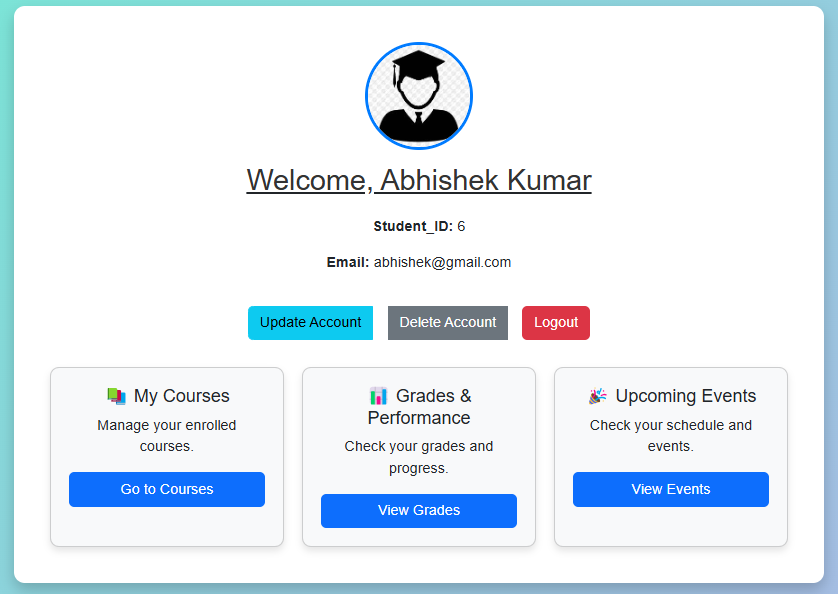 Welcome, Abhishek Kumar
Student_ID: 6
Email: abhishek@gmail.com
Update Account
Delete Account
Logout
My Courses
Manage your enrolled
courses.
Go to Courses
Grades &
Performance
Check your grades and
progress.
View Grades
Upcoming Events
Check your schedule and
events.
View Events